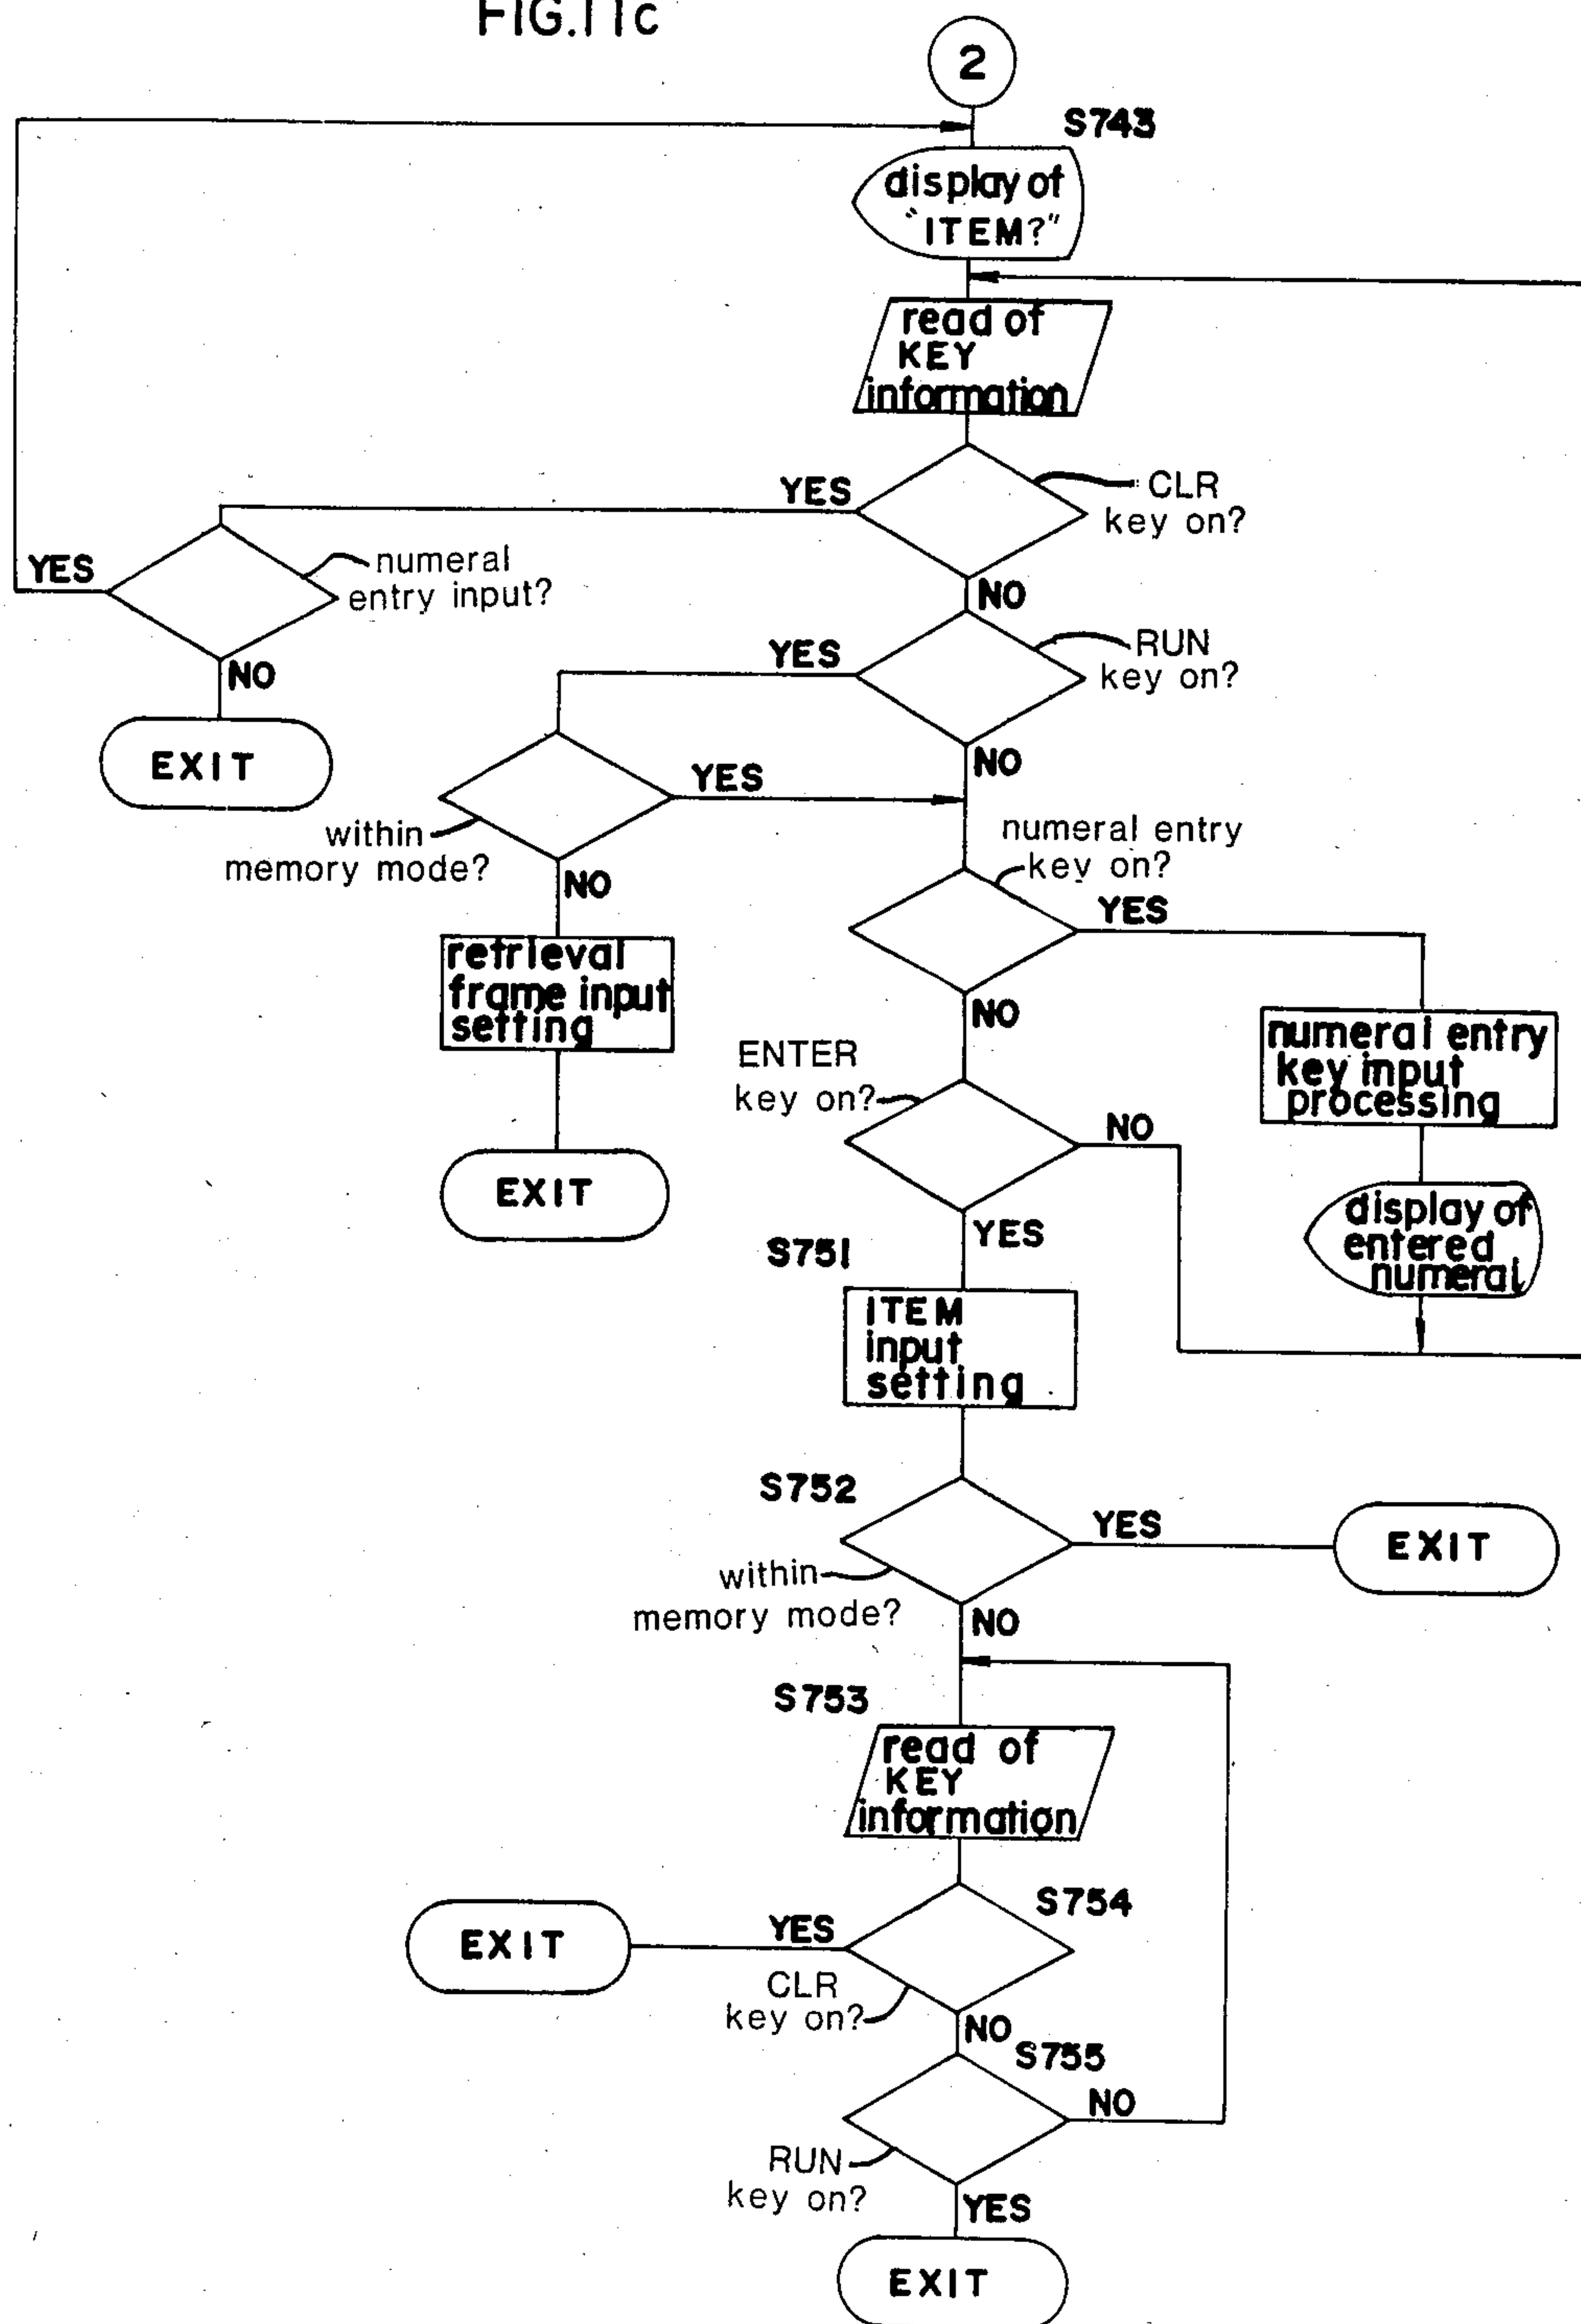 FIG.11c
2
S743
display of
"ITEM?"
read of
KEY
information
YES
CLR
key on?
YES
numeral
entry input?
NO
NO
EXIT
YES
RUN
key on?
NO
YES
within
memory mode?
NO
retrieval
frame input
setting
EXIT
numeral entry
key on?
YES
NO
numeral entry
key input
processing
display of
entered
numeral
ENTER
key on?
NO
YES
S751
ITEM
input
setting
S752
YES
EXIT
within
memory mode?
NO
S753
read of
KEY
information
S754
YES
EXIT
CLR
key on?
NO
S755
NO
RUN
key on?
YES
EXIT